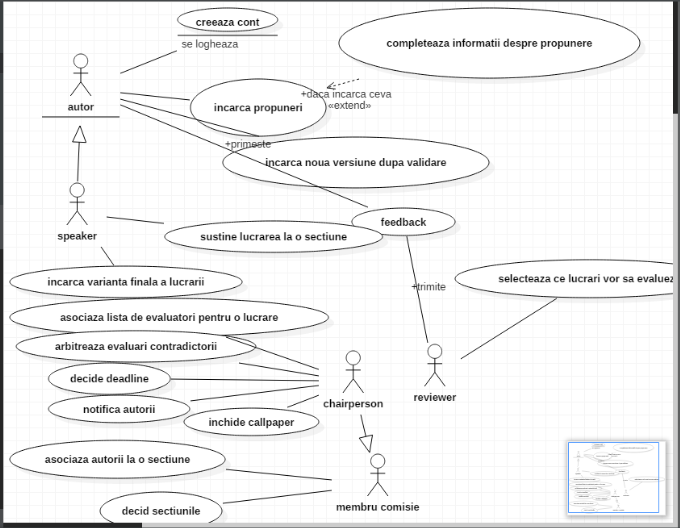 creeaza cont
se logheaza
completeaza informatii despre propunere
autor
+daca incarca ceva
«extend»
incarca propuneri
+primeste
incarca noua versiune dupa validare
speaker
feedback
sustine lucrarea la o sectiune
incarca varianta finala a lucrarii
selecteaza ce lucrari vor sa evaluez
+trimite
asociaza lista de evaluatori pentru o lucrare
arbitreaza evaluari contradictorii
decide deadline
chairperson
reviewer
notifica autorii
inchide callpaper
asociaza autorii la o sectiune
membru comisie
decid sectiunile